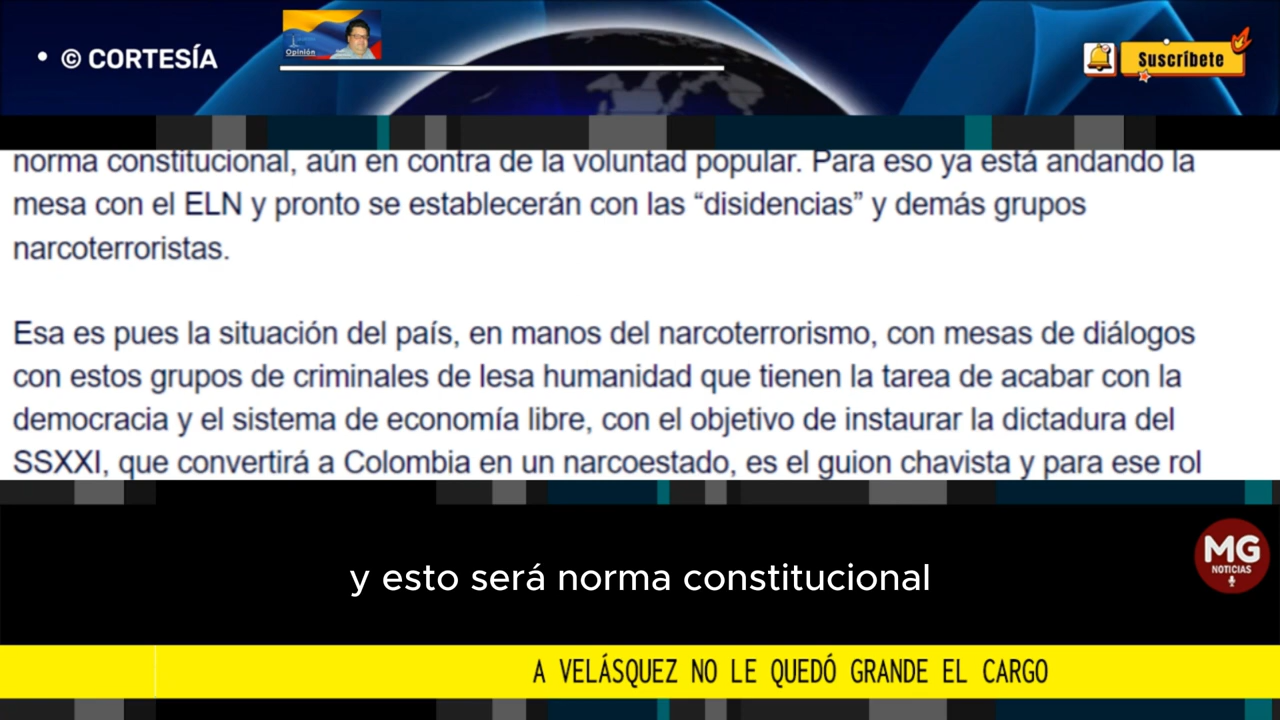 • © CORTESÍA
Opinión
Suscríbete
norma constitucional, aún en contra de la voluntad popular. Para eso ya está andando la
mesa con el ELN y pronto se establecerán con las “disidencias” y demás grupos
narcoterroristas.
Esa es pues la situación del país, en manos del narcoterrorismo, con mesas de diálogos
con estos grupos de criminales de lesa humanidad que tienen la tarea de acabar con la
democracia y el sistema de economía libre, con el objetivo de instaurar la dictadura del
SSXXI, que convertirá a Colombia en un narcoestado, es el guion chavista y para ese rol
MG
NOTICIAS
y esto será norma constitucional
A VELÁSQUEZ NO LE QUEDÓ GRANDE EL CARGO